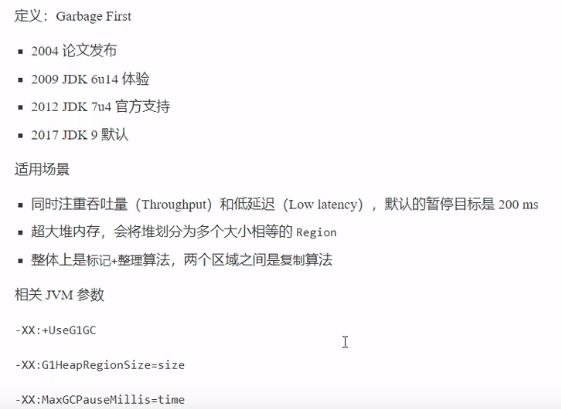 定义：Garbage First
2004 论文发布
2009 JDK 6u14 体验
2012 JDK 7u4 官方支持
2017 JDK 9 默认
适用场景
同时注重吞吐量（Throughput）和低延迟（Low latency），默认的暂停目标是 200 ms
超大堆内存，会将堆划分为多个大小相等的 Region
整体上是标记+整理算法，两个区域之间是复制算法
相关 JVM 参数
-XX:+UseG1GC
-XX:G1HeapRegionSize=size
-XX:MaxGCPauseMillis=time